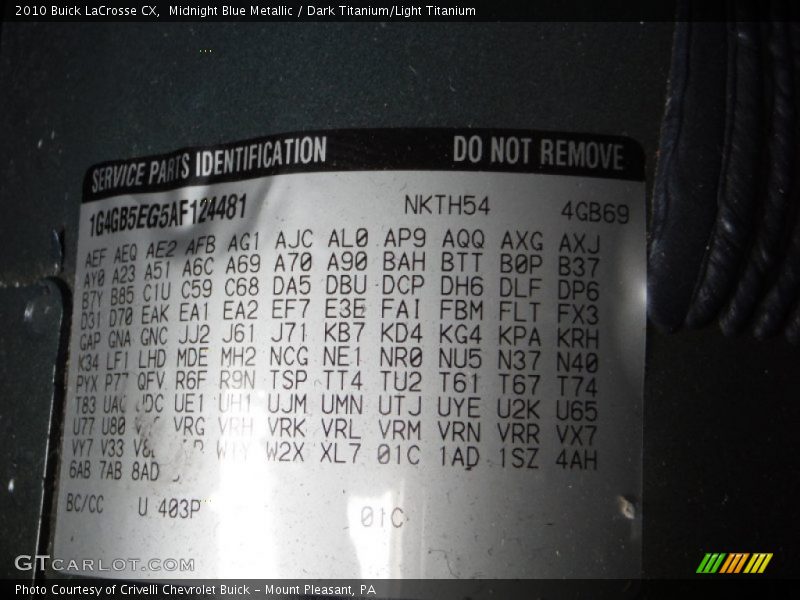 2010 Buick LaCrosse CX,  Midnight Blue Metallic / Dark Titanium/Light Titanium
SERVICE PARTS IDENTIFICATION DO NOT REMOVE
1G4GB5EG5AF124481 NKTH54 4GB69
AEF AEQ AE2 AFB AG1 AJC AL0 AP9 AQQ AXG AXJ
AY0 A23 A51 A6C A69 A70 A90 BAH BTT B0P B37
B7Y B85 C1U C59 C68 DA5 DBU DCP DH6 DLF DP6
D31 D70 EAK EA1 EA2 EF7 E3E FAI FBM FLT FX3
GAP GNA GNC JJ2 J61 J71 KB7 KD4 KG4 KPA KRH
K34 LF1 LHD MDE MH2 NCG NE1 NR0 NU5 N37 N40
PYX P77 QFV R6F R9N TSP TT4 TU2 T61 T67 T74
T83 UE1 UH1 UJM UMN UTJ UYE U2K U65
U77 U80 VRG VRH VRK VRL VRM VRN VRR VX7
VY7 V33 W1Y W2X XL7 01C 1AD 1SZ 4AH
6AB 7AB 8AD
BC/CC U 403P 01C
GTCARLOT.COM
Photo Courtesy of Crivelli Chevrolet Buick - Mount Pleasant, PA